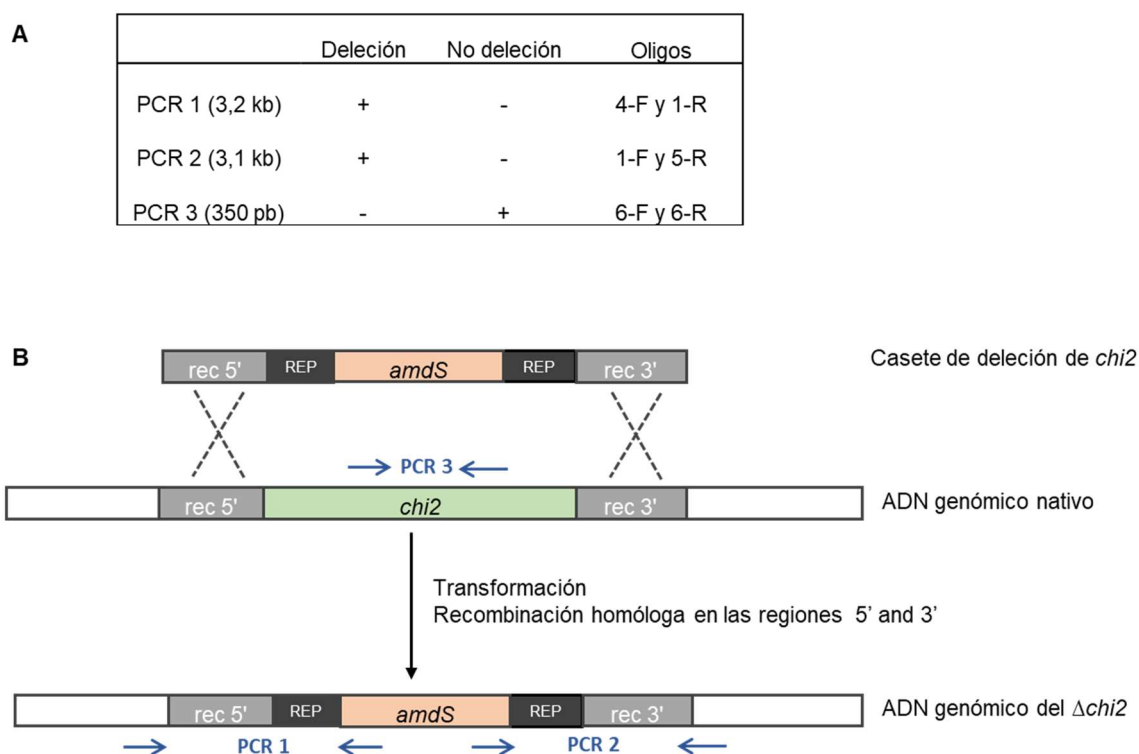 A
Deleción No deleción Oligos
PCR 1 (3,2 kb) + - 4-F y 1-R
PCR 2 (3,1 kb) + - 1-F y 5-R
PCR 3 (350 pb) - + 6-F y 6-R
B
rec 5' REP amdS REP rec 3' Casete de deleción de chi2
PCR 3
rec 5' chi2 rec 3' ADN genómico nativo
Transformación
Recombinación homóloga en las regiones 5’ and 3’
rec 5' REP amdS REP rec 3' ADN genómico del Δchi2
PCR 1 PCR 2